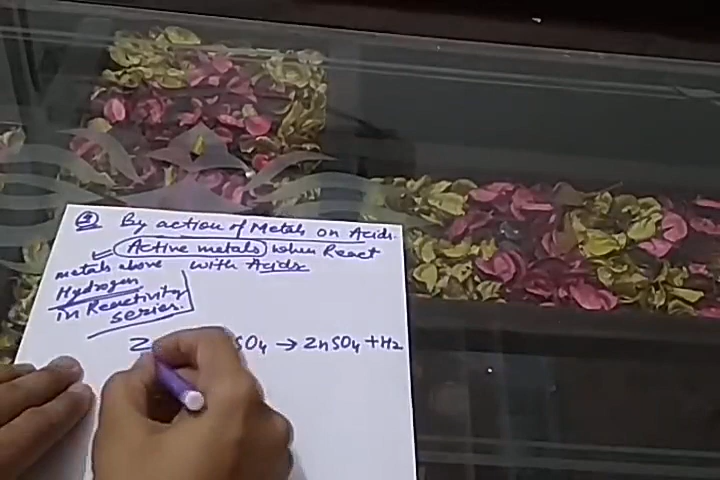 ② By action of Metals on Acids.
Active metals when React
with Acids
metals above
Hydrogen
in Reactivity
series.
Z SO4 → ZnSO4 + H2